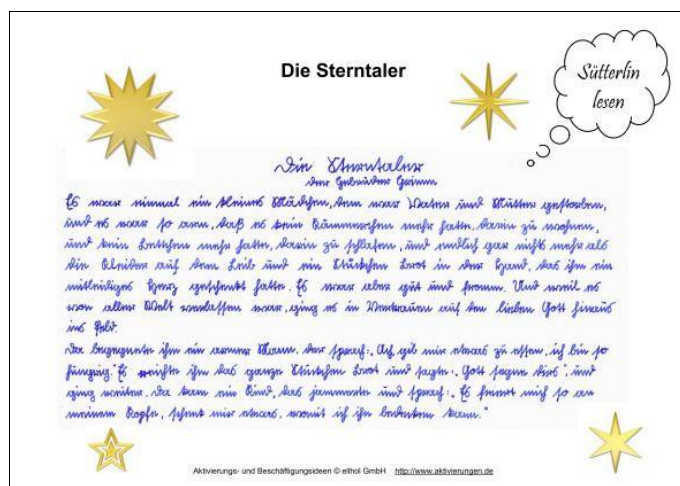 Die Sterntaler
Sütterlin
lesen
Die Sterntaler
der Gebrüder Grimm
Es war einmal ein kleines Mädchen, dem war Vater und Mutter gestorben,
und es war so arm, daß es kein Kämmerchen mehr hatte, darin zu wohnen,
und kein Bettchen mehr hatte, darin zu schlafen, und endlich gar nichts mehr als
die Kleider auf dem Leib und ein Stückchen Brot in der Hand, das ihm ein
mitleidiges Herz geschenkt hatte. Es war aber gut und fromm. Und weil es
von aller Welt verlassen war, ging es in Vertrauen auf den lieben Gott hinaus
ins Feld.
Da begegnete ihm ein armer Mann, der sprach: „Ach gib mir etwas zu essen, ich bin so
hungrig." Es reichte ihm das ganze Stückchen Brot und sagte: „Gott segne dirs", und
ging weiter. Da kam ein Kind, das jammerte und sprach: „Es friert mich so an
meinem Kopfe, schenk mir etwas, womit ich ihn bedecken kann."
Aktivierungs- und Beschäftigungsideen © ellhol GmbH http://www.aktivierungen.de